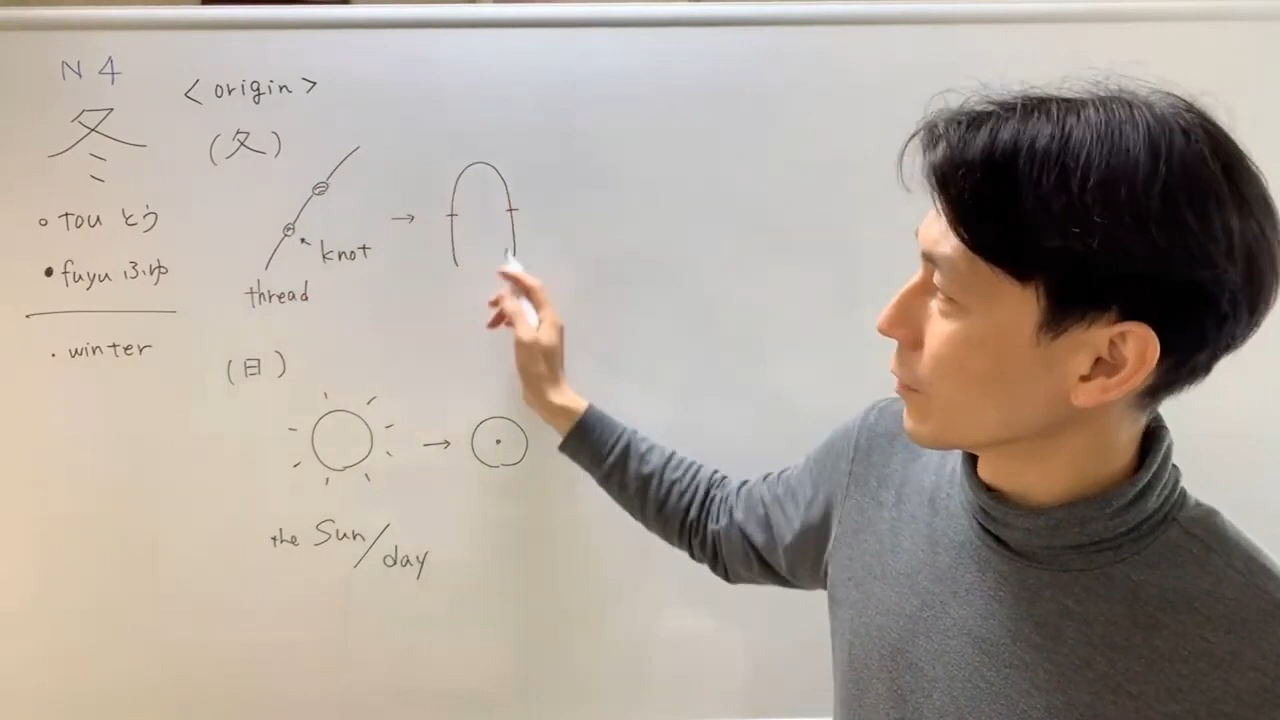 N4
冬
○ tou とう
● fuyu ふゆ
・winter
<origin>
(夂)
knot
thread
(日)
the Sun/day